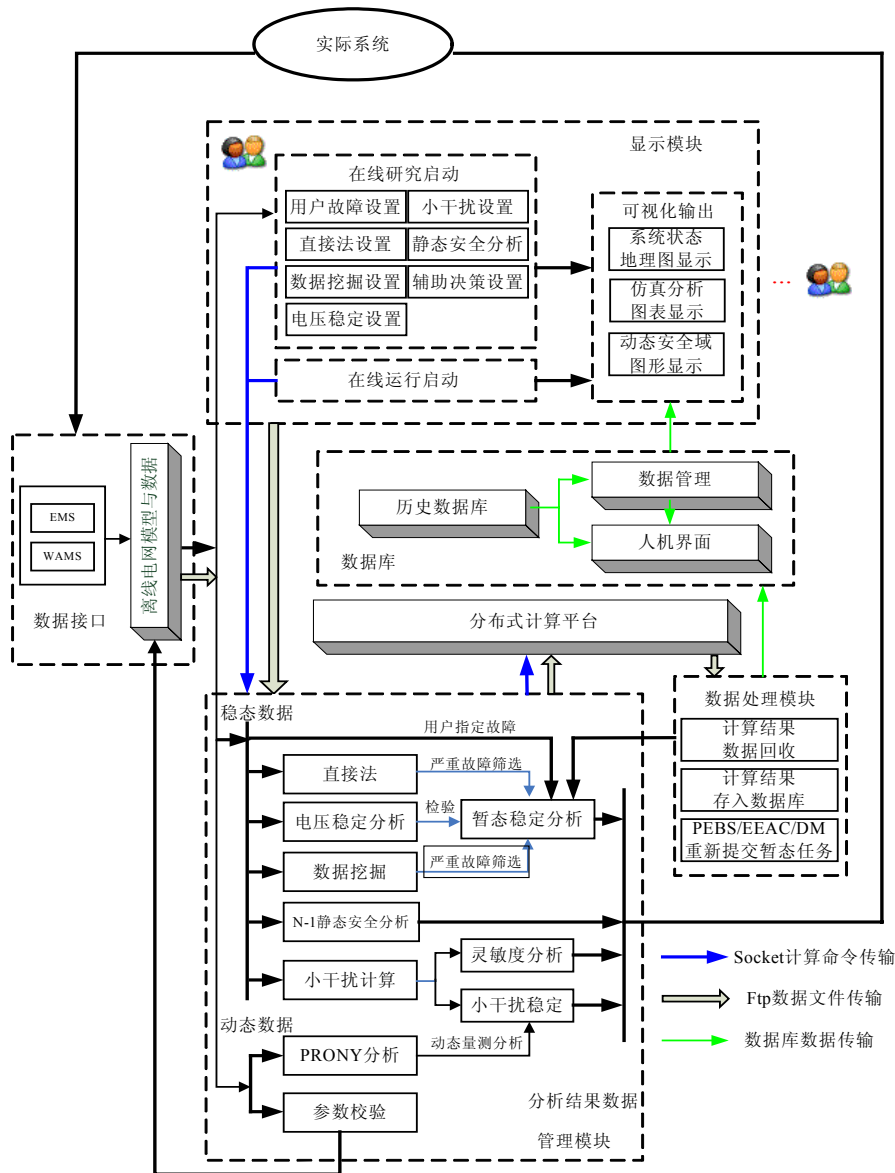 实际系统
显示模块
在线研究启动
用户故障设置
小干扰设置
直接法设置
静态安全分析
数据挖掘设置
辅助决策设置
电压稳定设置
在线运行启动
可视化输出
系统状态
地理图显示
仿真分析
图表显示
动态安全域
图形显示
...
EMS
WAMS
离线电网模型与数据
数据接口
历史数据库
数据管理
人机界面
数据库
分布式计算平台
数据处理模块
计算结果
数据回收
计算结果
存入数据库
PEBS/EEAC/DM
重新提交暂态任务
稳态数据
用户指定故障
直接法
严重故障筛选
电压稳定分析
检验
暂态稳定分析
数据挖掘
严重故障筛选
N-1静态安全分析
小干扰计算
灵敏度分析
小干扰稳定
动态数据
PRONY分析
动态量测分析
参数校验
分析结果数据
管理模块
Socket计算命令传输
Ftp数据文件传输
数据库数据传输